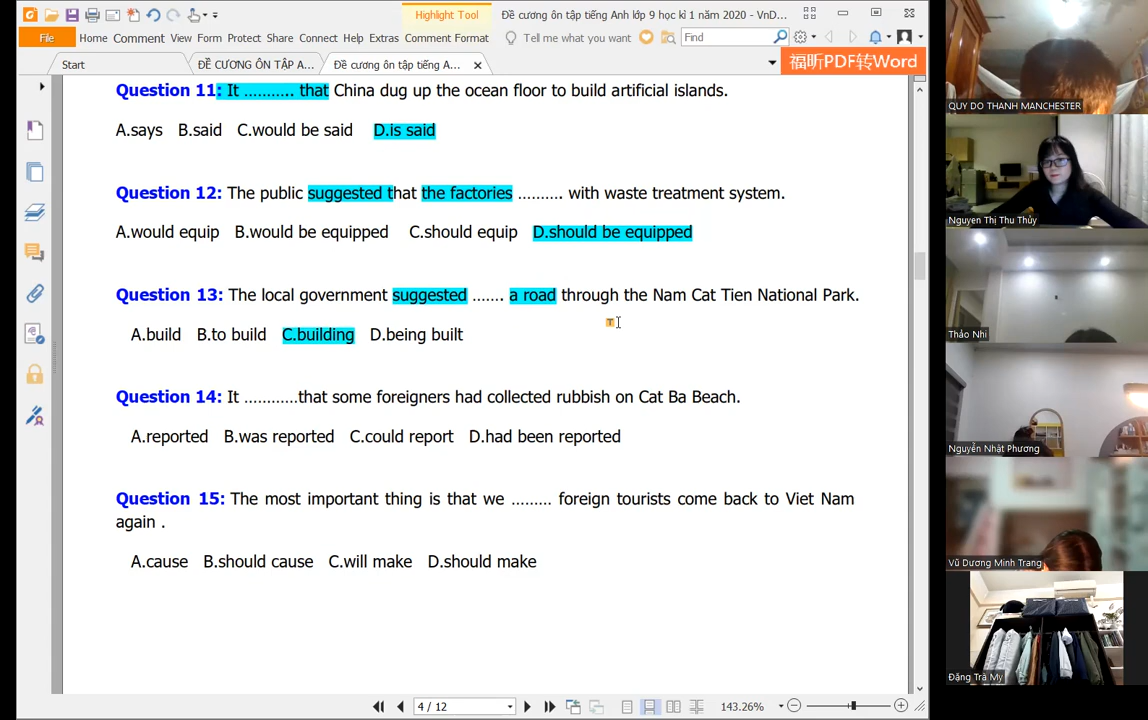 Highlight Tool
Đề cương ôn tập tiếng Anh lớp 9 học kì 1 năm 2020 - VnD...
File Home Comment View Form Protect Share Connect Help Extras Comment Format Tell me what you want Find
Start ĐỀ CƯƠNG ÔN TẬP A... Đề cương ôn tập tiếng A... 福昕PDF转Word
Question 11: It ........... that China dug up the ocean floor to build artificial islands.
A.says B.said C.would be said D.is said
Question 12: The public suggested that the factories .......... with waste treatment system.
A.would equip B.would be equipped C.should equip D.should be equipped
Question 13: The local government suggested ....... a road through the Nam Cat Tien National Park.
A.build B.to build C.building D.being built
Question 14: It ............that some foreigners had collected rubbish on Cat Ba Beach.
A.reported B.was reported C.could report D.had been reported
Question 15: The most important thing is that we ......... foreign tourists come back to Viet Nam
again .
A.cause B.should cause C.will make D.should make
4 / 12
143.26%
QUY DO THANH MANCHESTER
Nguyen Thị Thu Thủy
Thảo Nhi
Nguyễn Nhật Phương
Vũ Dương Minh Trang
Đặng Trà My